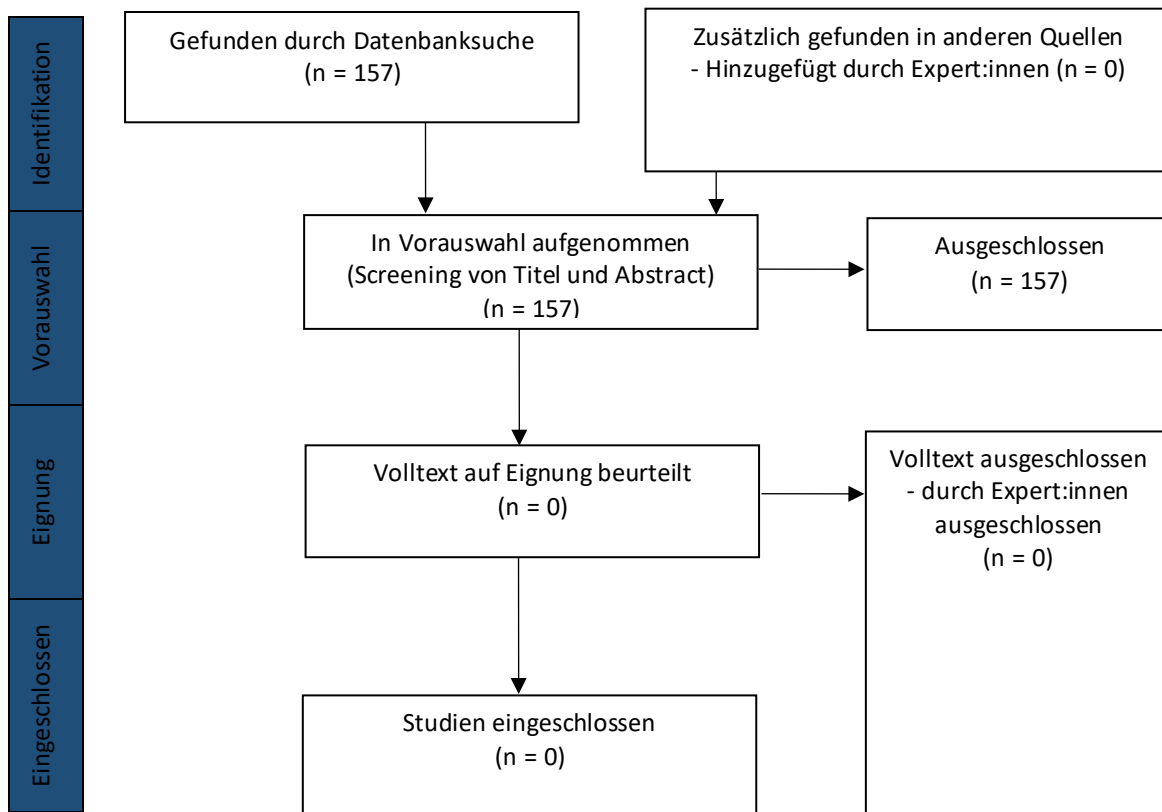 Identifikation
Gefunden durch Datenbanksuche
(n = 157)
Zusätzlich gefunden in anderen Quellen
- Hinzugefügt durch Expert:innen (n = 0)
Vorauswahl
In Vorauswahl aufgenommen
(Screening von Titel und Abstract)
(n = 157)
Ausgeschlossen
(n = 157)
Eignung
Volltext auf Eignung beurteilt
(n = 0)
Volltext ausgeschlossen
- durch Expert:innen
ausgeschlossen
(n = 0)
Eingeschlossen
Studien eingeschlossen
(n = 0)